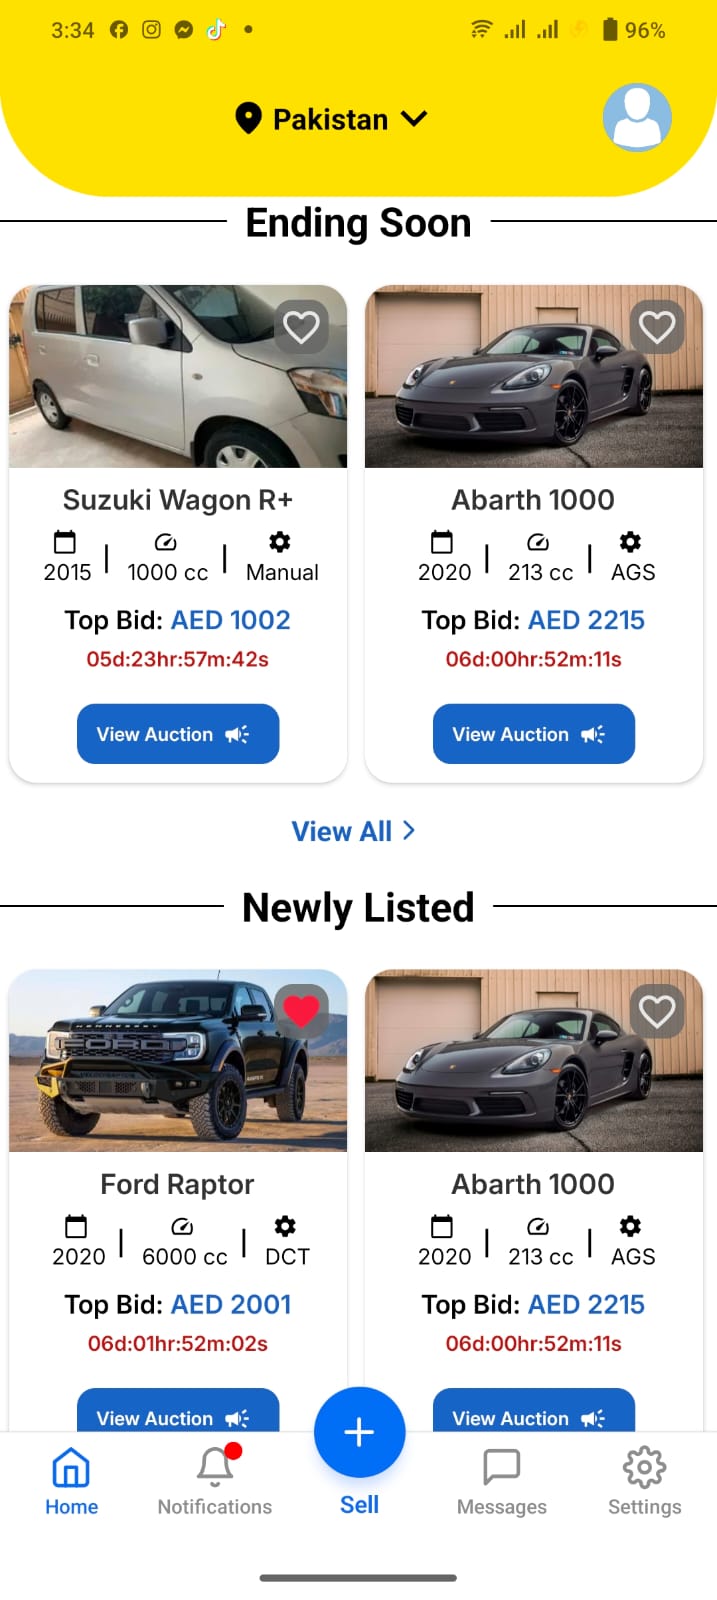 3:34 96%
Pakistan
Ending Soon
Suzuki Wagon R+
2015 1000 cc Manual
Top Bid: AED 1002
05d:23hr:57m:42s
View Auction
Abarth 1000
2020 213 cc AGS
Top Bid: AED 2215
06d:00hr:52m:11s
View Auction
View All
Newly Listed
HENNESSEY
FORD
Ford Raptor
2020 6000 cc DCT
Top Bid: AED 2001
06d:01hr:52m:02s
View Auction
Abarth 1000
2020 213 cc AGS
Top Bid: AED 2215
06d:00hr:52m:11s
View Auction
Home Notifications Sell Messages Settings